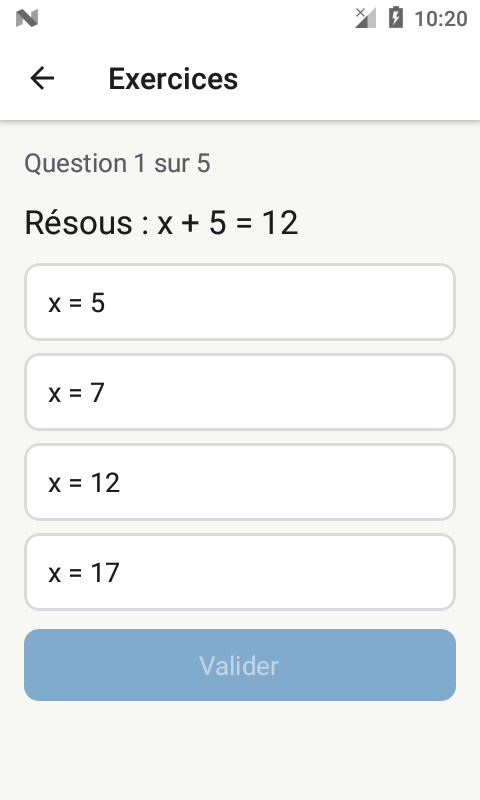 10:20
Exercices
Question 1 sur 5
Résous : x + 5 = 12
x = 5
x = 7
x = 12
x = 17
Valider